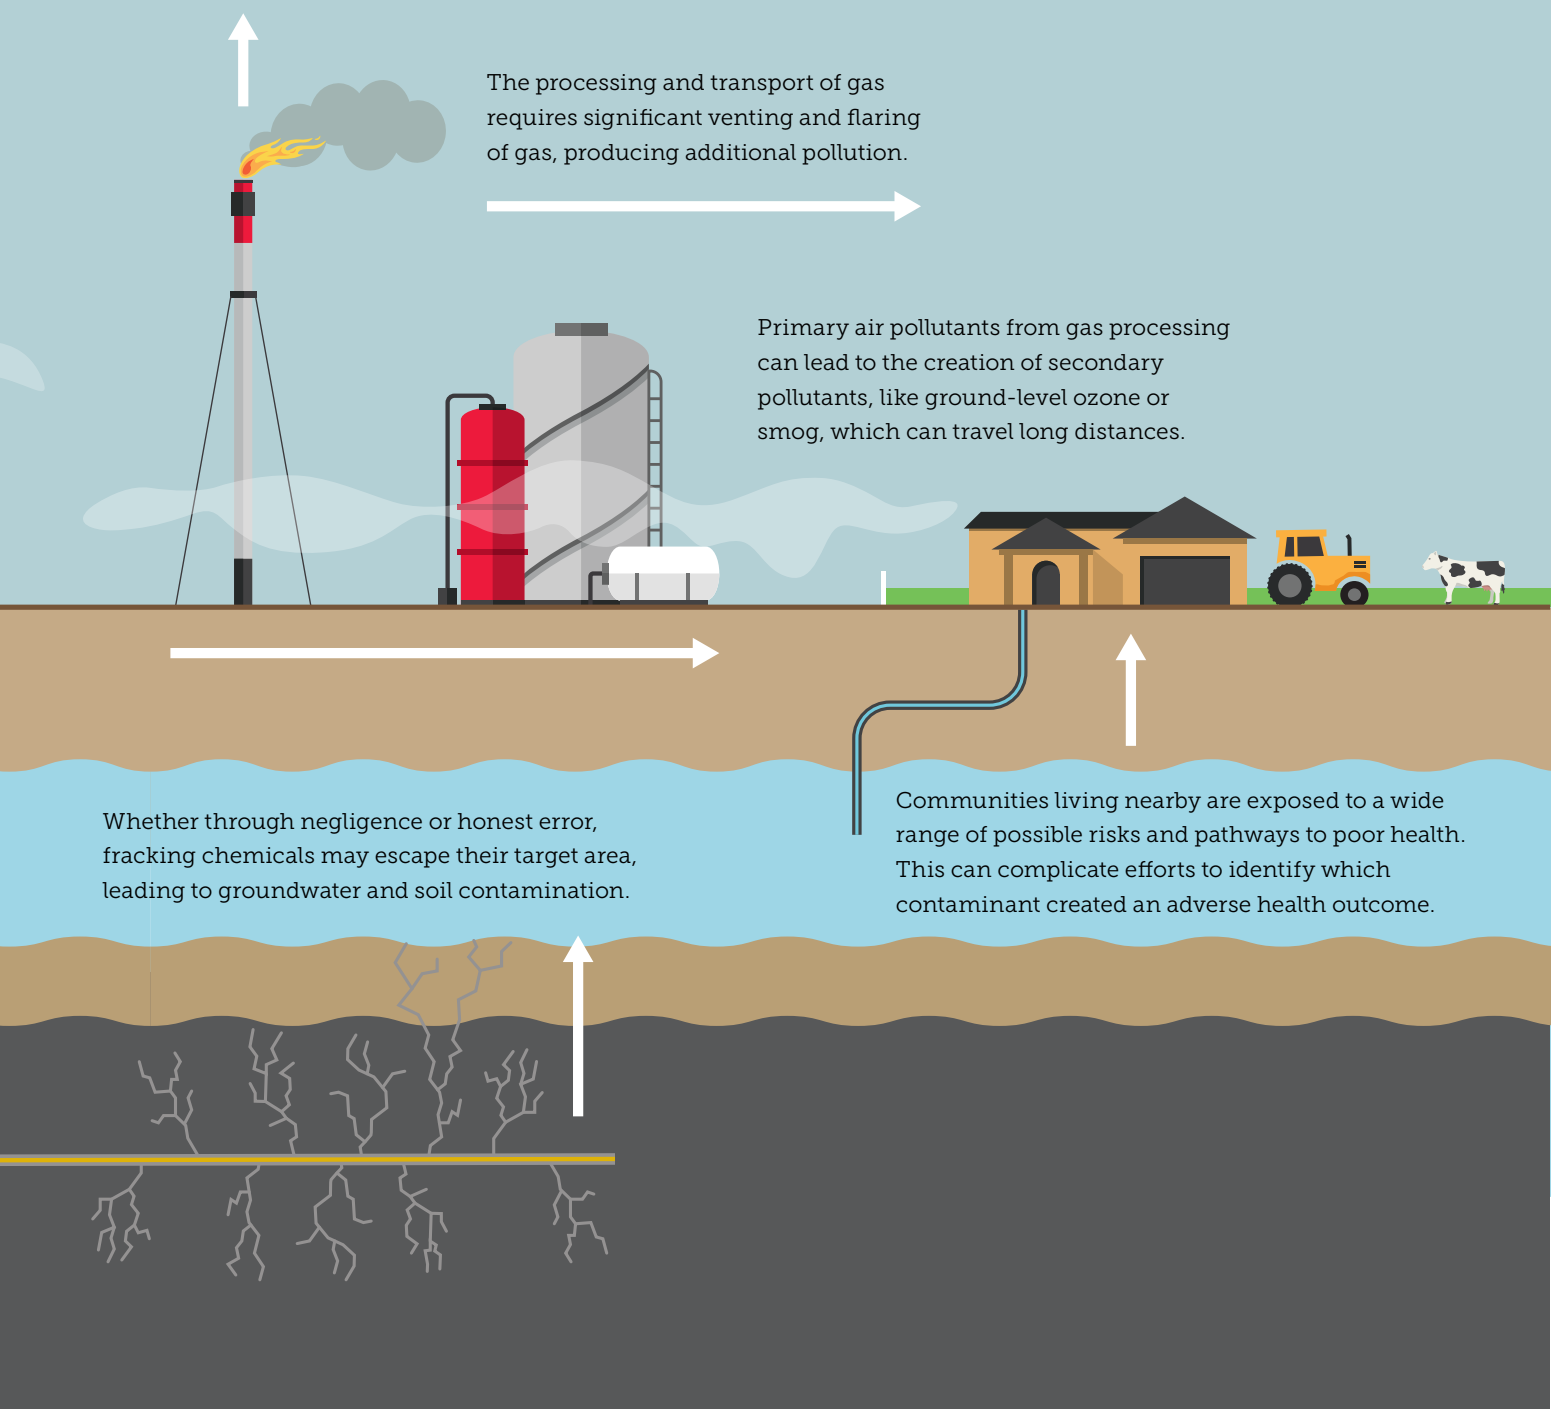 The processing and transport of gas
requires significant venting and flaring
of gas, producing additional pollution.
Primary air pollutants from gas processing
can lead to the creation of secondary
pollutants, like ground-level ozone or
smog, which can travel long distances.
Whether through negligence or honest error,
fracking chemicals may escape their target area,
leading to groundwater and soil contamination.
Communities living nearby are exposed to a wide
range of possible risks and pathways to poor health.
This can complicate efforts to identify which
contaminant created an adverse health outcome.